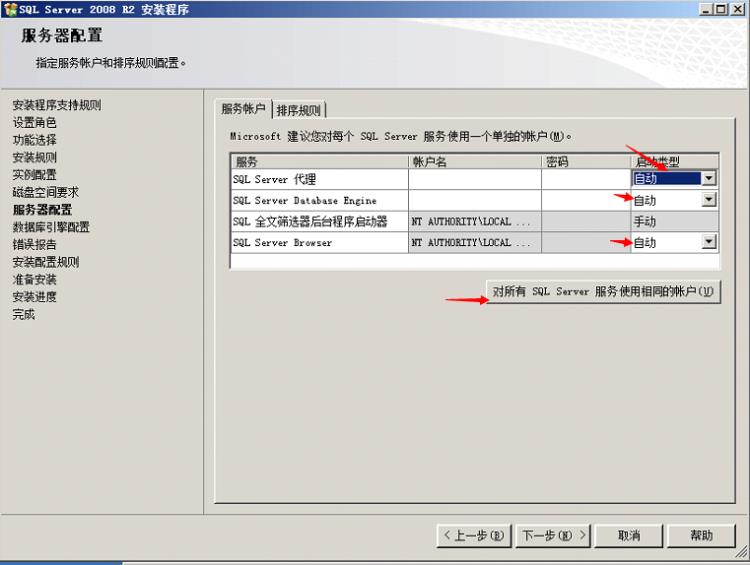 SQL Server 2008 R2 安装程序
服务器配置
指定服务帐户和排序规则配置。
安装程序支持规则
设置角色
功能选择
安装规则
实例配置
磁盘空间要求
服务器配置
数据库引擎配置
错误报告
安装配置规则
准备安装
安装进度
完成
服务帐户 排序规则
Microsoft 建议您对每个 SQL Server 服务使用一个单独的帐户(M)。
服务 帐户名 密码 启动类型
SQL Server 代理 自动
SQL Server Database Engine 自动
SQL 全文筛选器后台程序启动器 NT AUTHORITY\LOCAL ... 手动
SQL Server Browser NT AUTHORITY\LOCAL ... 自动
对所有 SQL Server 服务使用相同的帐户(U)
< 上一步(B) 下一步(N) > 取消 帮助